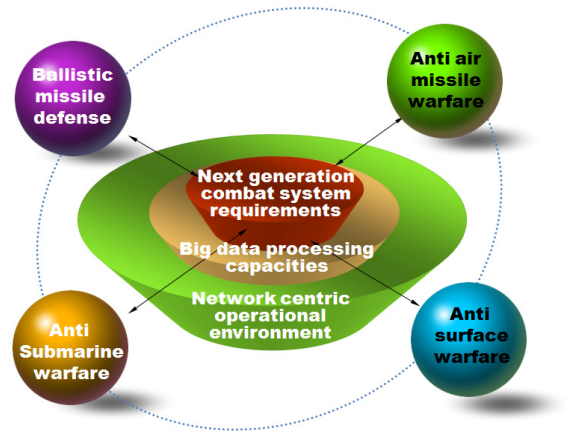 Ballistic
missile
defense
Anti air
missile
warfare
Next generation
combat system
requirements
Big data processing
capacities
Network centric
operational
environment
Anti
Submarine
warfare
Anti
surface
warfare